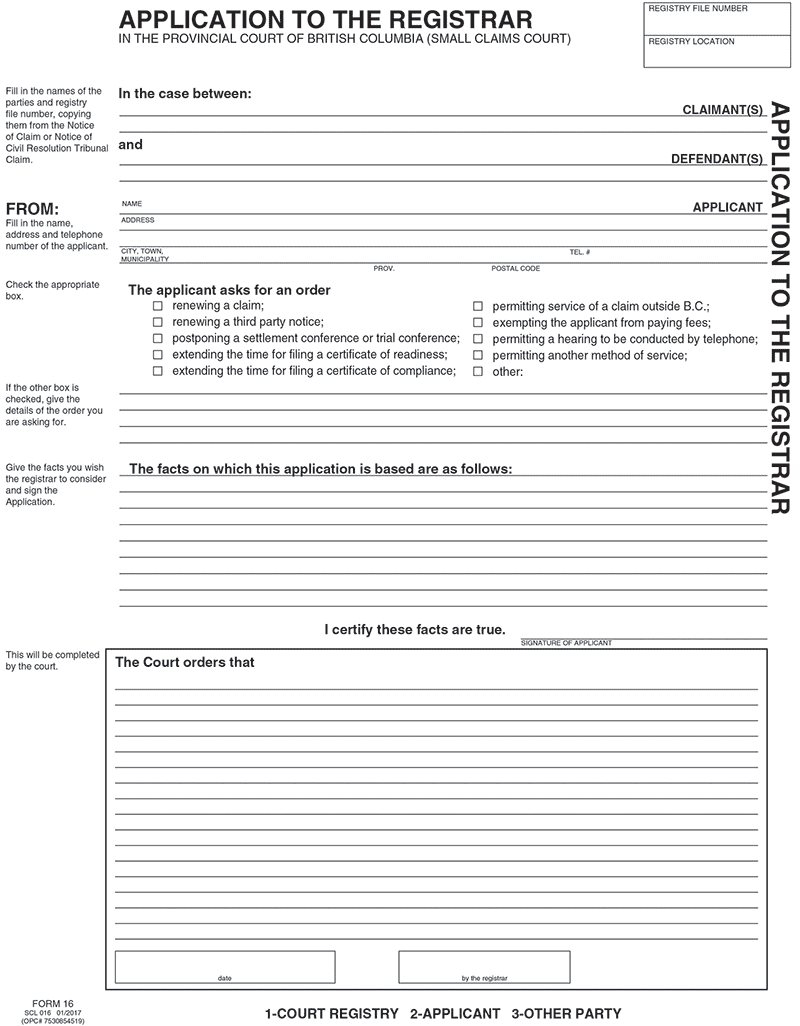 APPLICATION TO THE REGISTRAR
IN THE PROVINCIAL COURT OF BRITISH COLUMBIA (SMALL CLAIMS COURT)
REGISTRY FILE NUMBER
REGISTRY LOCATION
Fill in the names of the
parties and registry
file number, copying
them from the Notice
of Claim or Notice of
Civil Resolution Tribunal
Claim.
In the case between:
CLAIMANT(S)
and
DEFENDANT(S)
APPLICATION TO THE REGISTRAR
FROM:
Fill in the name,
address and telephone
number of the applicant.
NAME
APPLICANT
ADDRESS
CITY, TOWN,
MUNICIPALITY
TEL. #
PROV.
POSTAL CODE
Check the appropriate
box.
The applicant asks for an order
renewing a claim;
renewing a third party notice;
postponing a settlement conference or trial conference;
extending the time for filing a certificate of readiness;
extending the time for filing a certificate of compliance;
permitting service of a claim outside B.C.;
exempting the applicant from paying fees;
permitting a hearing to be conducted by telephone;
permitting another method of service;
other:
If the other box is
checked, give the
details of the order you
are asking for.
Give the facts you wish
the registrar to consider
and sign the
Application.
The facts on which this application is based are as follows:
I certify these facts are true.
SIGNATURE OF APPLICANT
This will be completed
by the court.
The Court orders that
date
by the registrar
FORM 16
SCL 016 01/2017
(OPC# 7530854519)
1-COURT REGISTRY 2-APPLICANT 3-OTHER PARTY